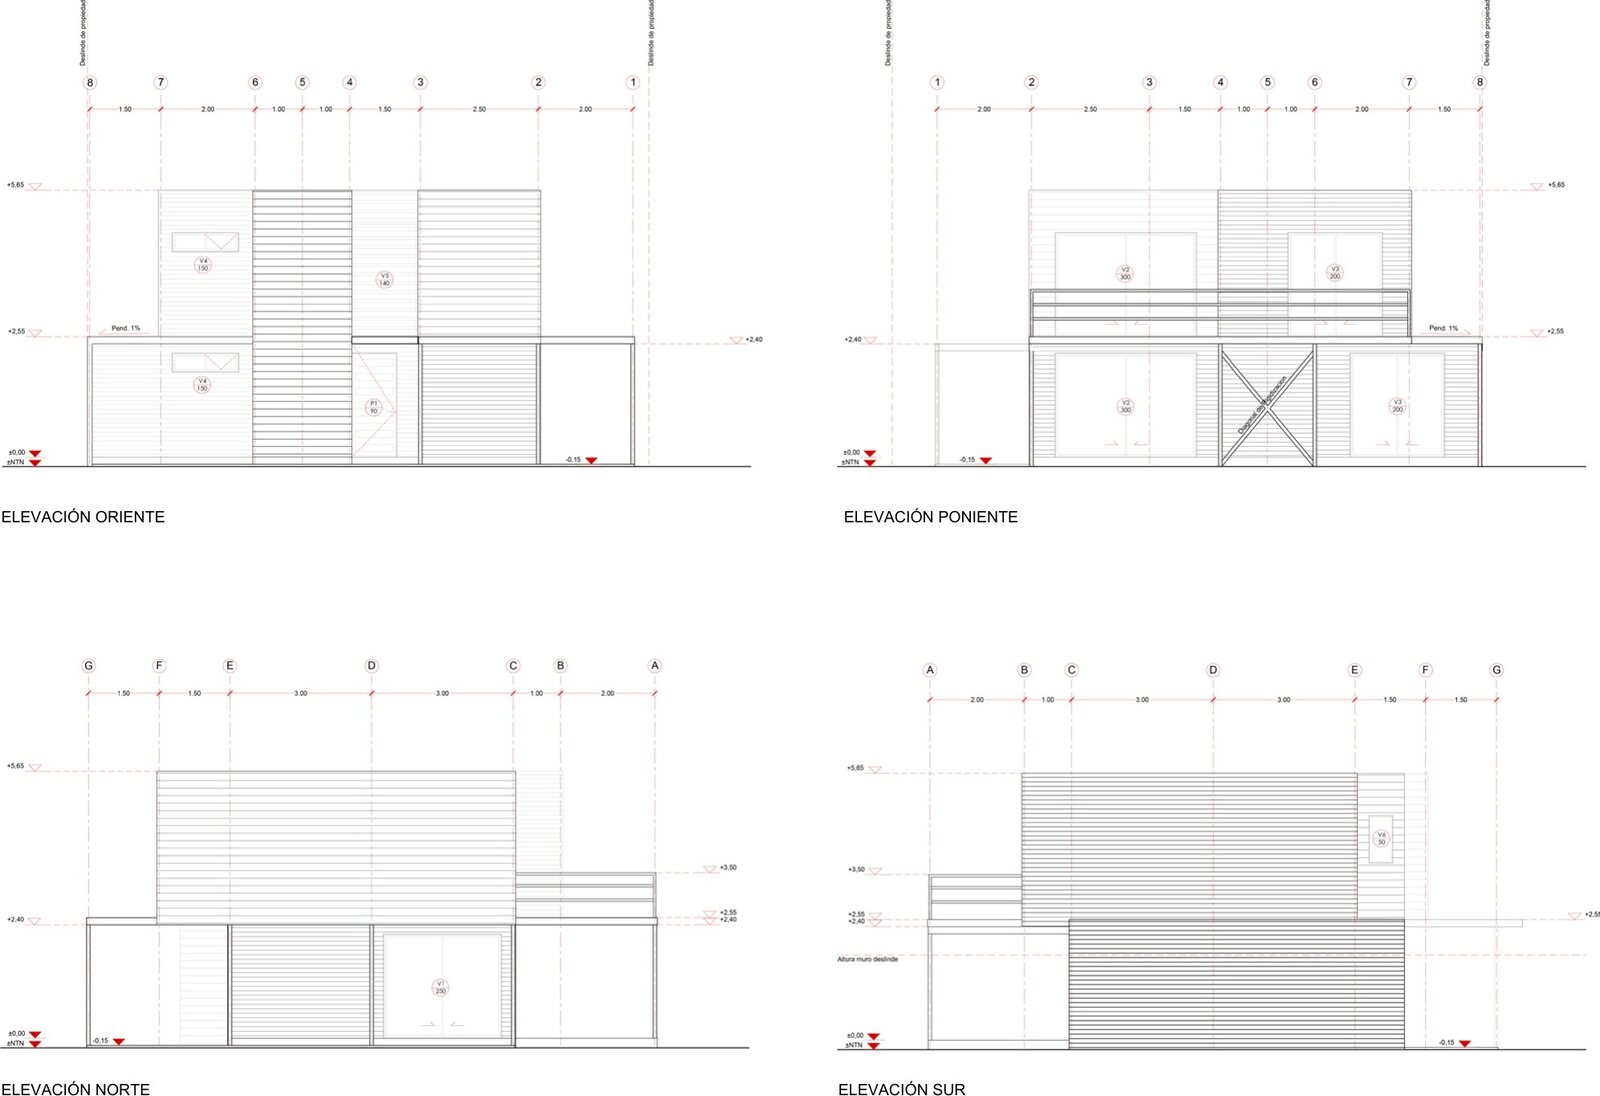 Deslinde de propiedad
Deslinde de propiedad
8 7 6 5 4 3 2 1
1.50 2.00 1.00 1.00 1.50 2.50 2.00
+5,65
V4
150
V5
140
+2,55
Pend. 1%
+2,40
V4
150
P1
90
±0,00
±NTN
-0,15
ELEVACIÓN ORIENTE
Deslinde de propiedad
Deslinde de propiedad
1 2 3 4 5 6 7 8
2.00 2.50 1.50 1.00 1.00 2.00 1.50
+5,65
V2
300
V3
200
Pend. 1%
+2,55
+2,40
Diagonal de rigidizacion
V2
300
V3
200
±0,00
±NTN
-0,15
ELEVACIÓN PONIENTE
G F E D C B A
1.50 1.50 3.00 3.00 1.00 2.00
+5,65
+3,50
+2,55
+2,40
+2,40
V1
250
±0,00
±NTN
-0,15
ELEVACIÓN NORTE
A B C D E F G
2.00 1.00 3.00 3.00 1.50 1.50
+5,65
V6
50
+3,50
+2,55
+2,40
+2,55
Altura muro deslinde
±0,00
±NTN
-0,15
ELEVACIÓN SUR